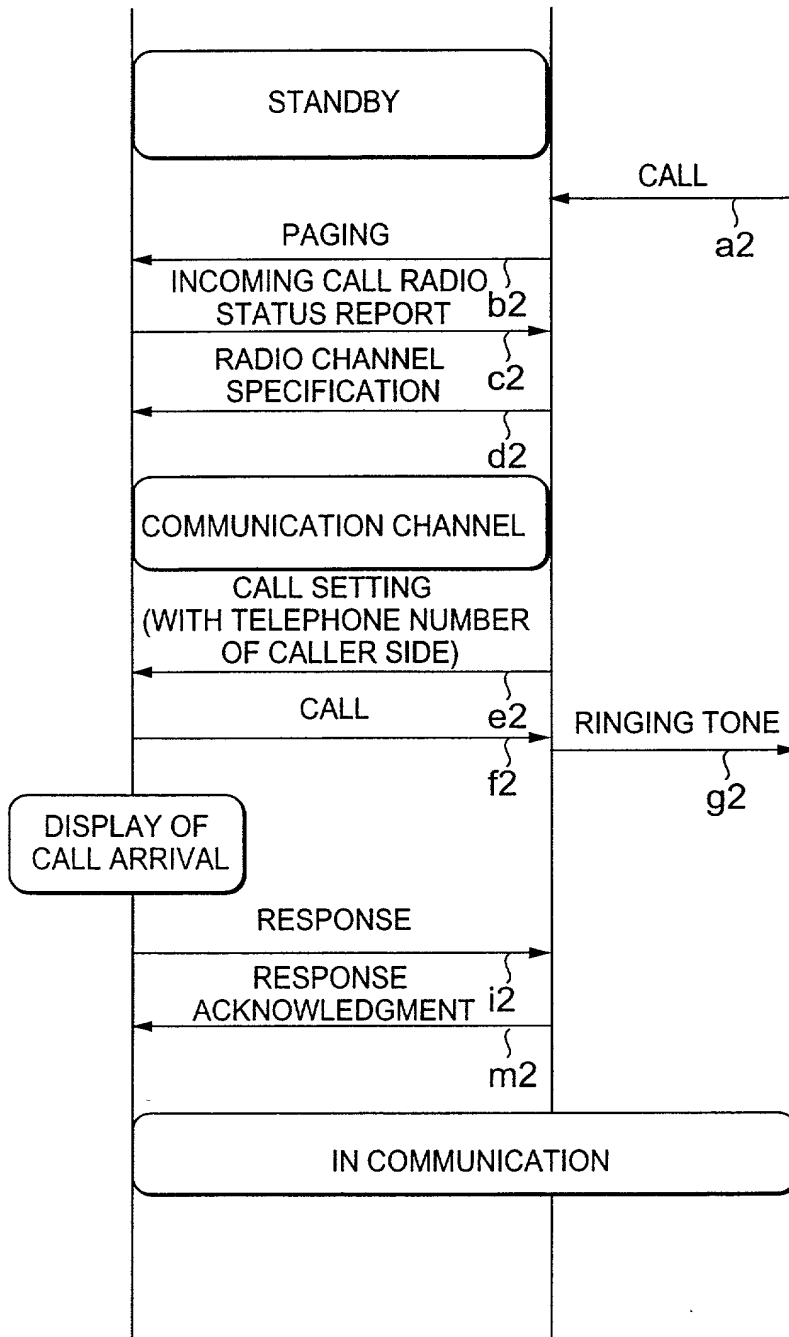 STANDBY
CALL
a2
PAGING
b2
INCOMING CALL RADIO
STATUS REPORT
c2
RADIO CHANNEL
SPECIFICATION
d2
COMMUNICATION CHANNEL
CALL SETTING
(WITH TELEPHONE NUMBER
OF CALLER SIDE)
e2
CALL
f2
RINGING TONE
g2
DISPLAY OF
CALL ARRIVAL
RESPONSE
i2
RESPONSE
ACKNOWLEDGMENT
m2
IN COMMUNICATION